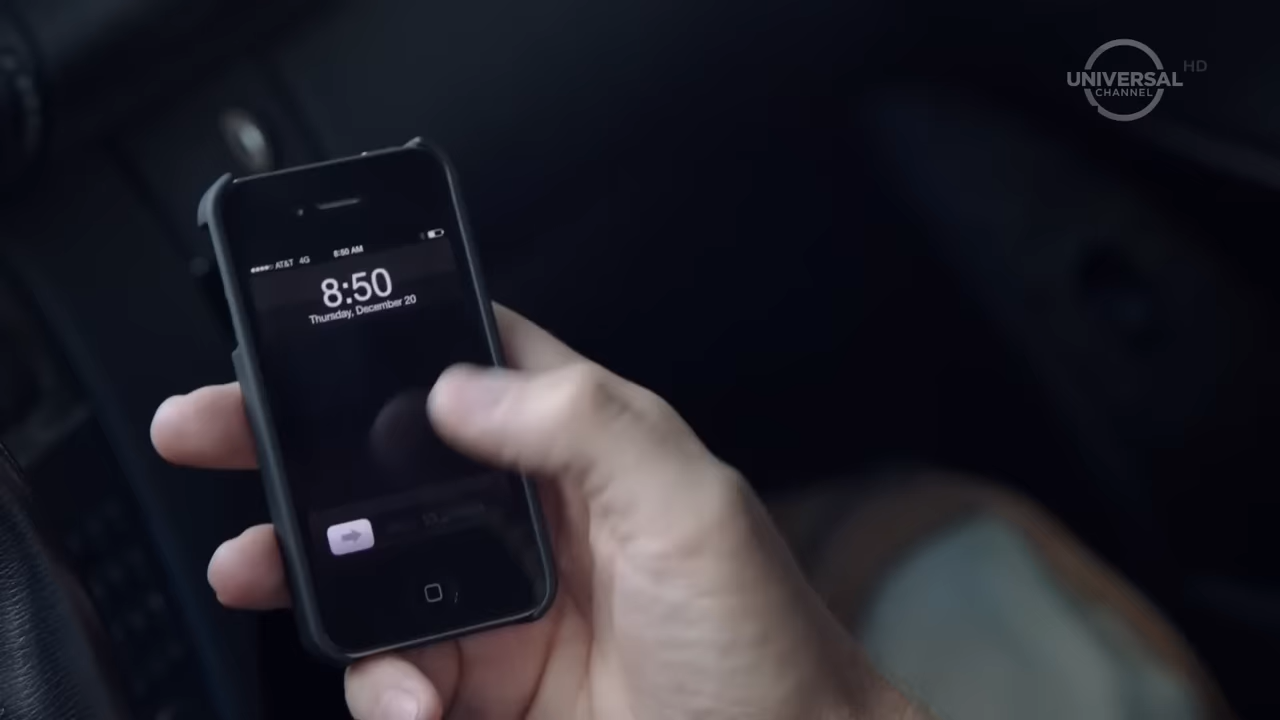 UNIVERSAL HD
CHANNEL
AT&T 4G 8:50 AM
8:50
Thursday, December 20